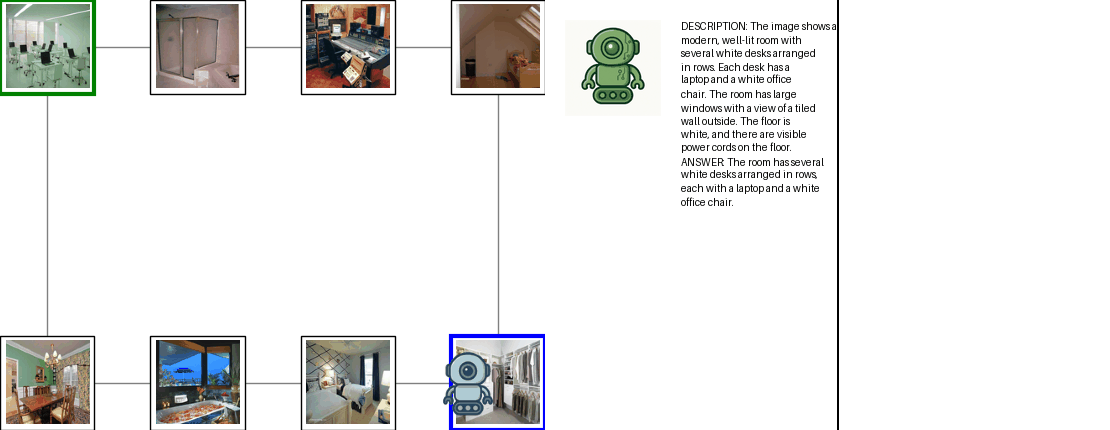 DESCRIPTION: The image shows a
modern, well-lit room with
several white desks arranged
in rows. Each desk has a
laptop and a white office
chair. The room has large
windows with a view of a tiled
wall outside. The floor is
white, and there are visible
power cords on the floor.
ANSWER: The room has several
white desks arranged in rows,
each with a laptop and a white
office chair.